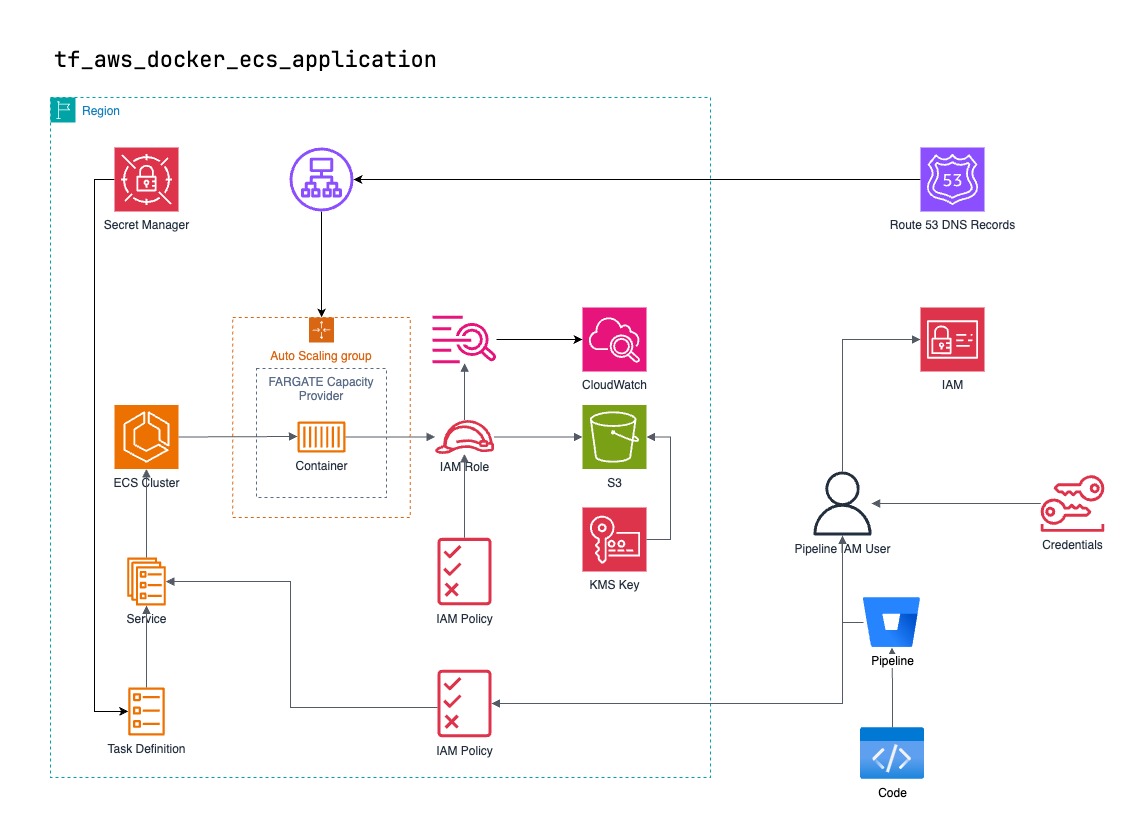 tf_aws_docker_ecs_application
Region
Secret Manager
53
Route 53 DNS Records
Auto Scaling group
FARGATE Capacity
Provider
Container
CloudWatch
IAM
ECS Cluster
IAM Role
S3
Pipeline IAM User
Credentials
KMS Key
Service
IAM Policy
Pipeline
Task Definition
IAM Policy
Code